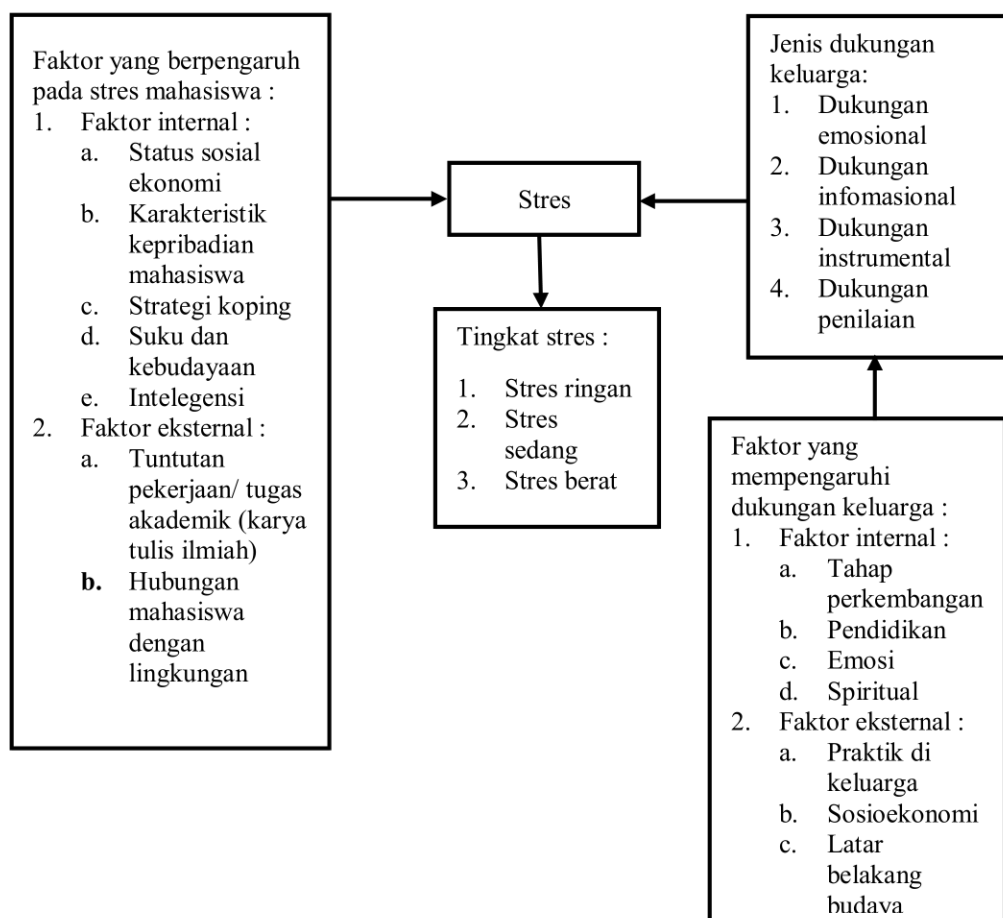 Faktor yang berpengaruh
pada stres mahasiswa :
1. Faktor internal :
a. Status sosial
ekonomi
b. Karakteristik
kepribadian
mahasiswa
c. Strategi koping
d. Suku dan
kebudayaan
e. Intelegensi
2. Faktor eksternal :
a. Tuntutan
pekerjaan/ tugas
akademik (karya
tulis ilmiah)
b. Hubungan
mahasiswa
dengan
lingkungan
Stres
Tingkat stres :
1. Stres ringan
2. Stres
sedang
3. Stres berat
Jenis dukungan
keluarga:
1. Dukungan
emosional
2. Dukungan
infomasional
3. Dukungan
instrumental
4. Dukungan
penilaian
Faktor yang
mempengaruhi
dukungan keluarga :
1. Faktor internal :
a. Tahap
perkembangan
b. Pendidikan
c. Emosi
d. Spiritual
2. Faktor eksternal :
a. Praktik di
keluarga
b. Sosioekonomi
c. Latar
belakang
budaya